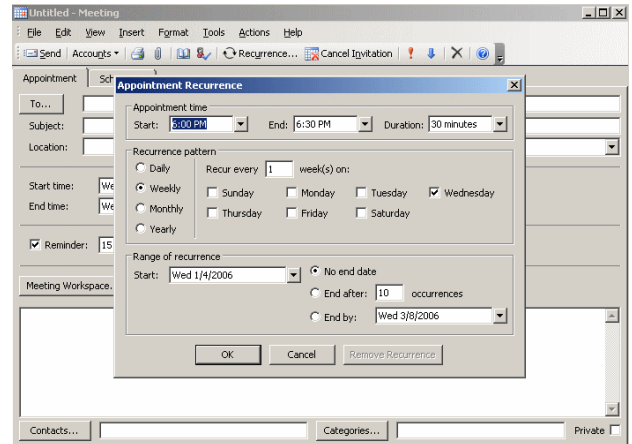 Untitled - Meeting
File Edit View Insert Format Tools Actions Help
Send Accounts Recurrence... Cancel Invitation
Appointment Sch
Appointment Recurrence
To...
Subject:
Location:
Appointment time
Start: 6:00 PM End: 6:30 PM Duration: 30 minutes
Recurrence pattern
Daily Recur every 1 week(s) on:
Weekly Sunday Monday Tuesday Wednesday
Monthly Thursday Friday Saturday
Yearly
Start time: We
End time: We
Reminder: 15
Range of recurrence
Start: Wed 1/4/2006 No end date
End after: 10 occurrences
End by: Wed 3/8/2006
Meeting Workspace.
OK Cancel Remove Recurrence
Contacts... Categories... Private